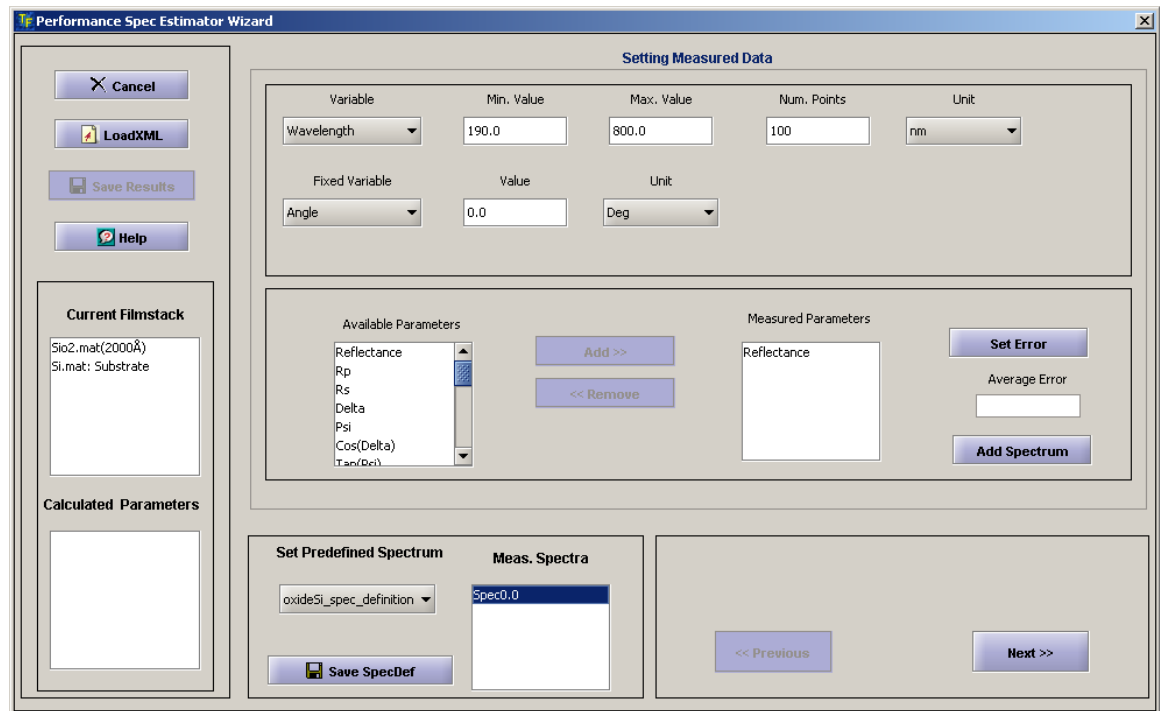 TF Performance Spec Estimator Wizard
Cancel
LoadXML
Save Results
Help
Current Filmstack
Sio2.mat(2000Å)
Si.mat: Substrate
Calculated Parameters
Setting Measured Data
Variable Min. Value Max. Value Num. Points Unit
Wavelength 190.0 800.0 100 nm
Fixed Variable Value Unit
Angle 0.0 Deg
Available Parameters
Reflectance
Rp
Rs
Delta
Psi
Cos(Delta)
Tan(Psi)
Add >>
<< Remove
Measured Parameters
Reflectance
Set Error
Average Error
Add Spectrum
Set Predefined Spectrum
oxideSi_spec_definition
Save SpecDef
Meas. Spectra
Spec0.0
<< Previous
Next >>